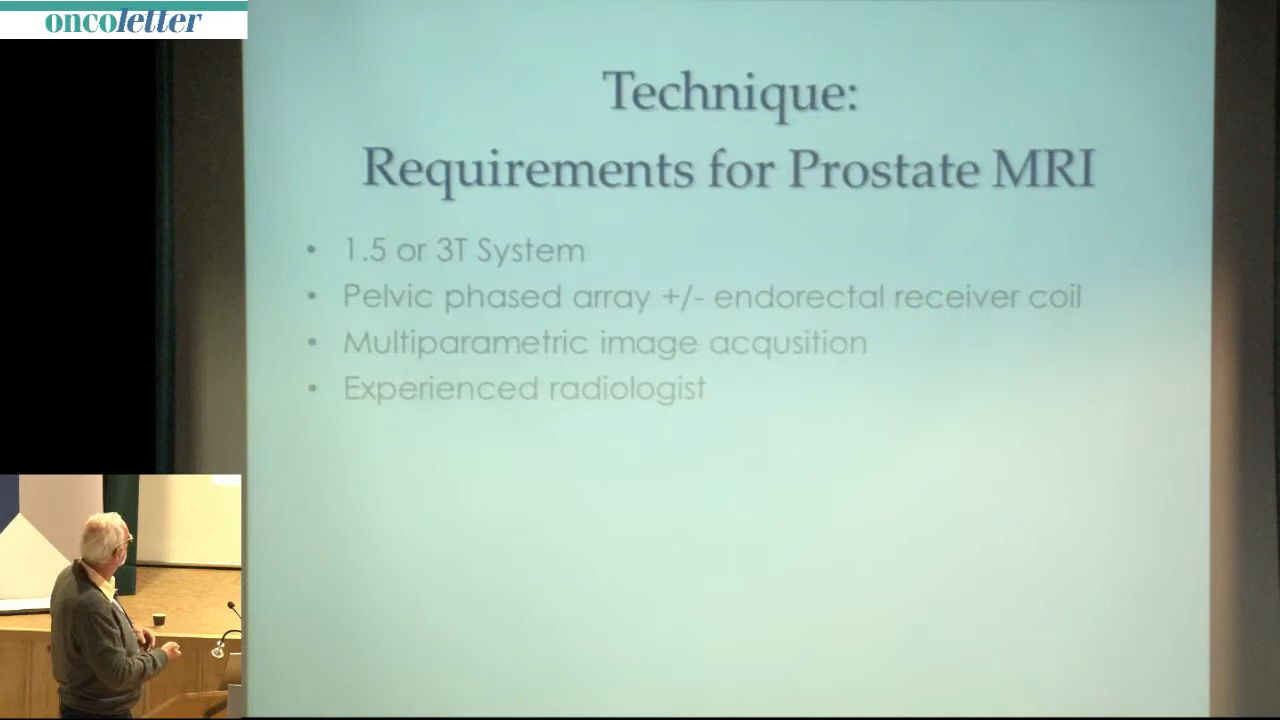 oncoletter
Technique:
Requirements for Prostate MRI
• 1.5 or 3T System
• Pelvic phased array +/- endorectal receiver coil
• Multiparametric image acqusition
• Experienced radiologist